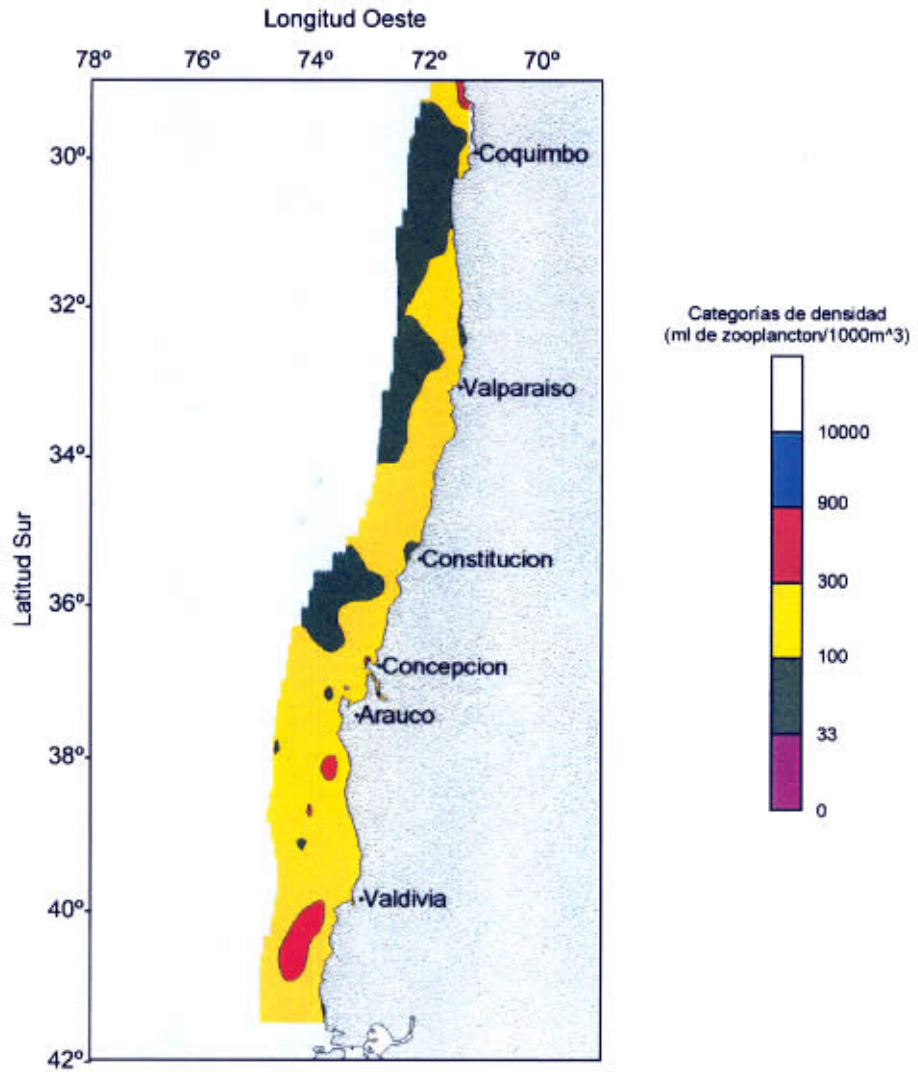 Longitud Oeste
78º 76º 74º 72º 70º
30º
Coquimbo
32º
Categorías de densidad
(ml de zooplancton/1000m^3)
Valparaiso
10000
34º
900
Latitud Sur
Constitucion
300
36º
Concepcion
100
Arauco
33
38º
0
Valdivia
40º
42º